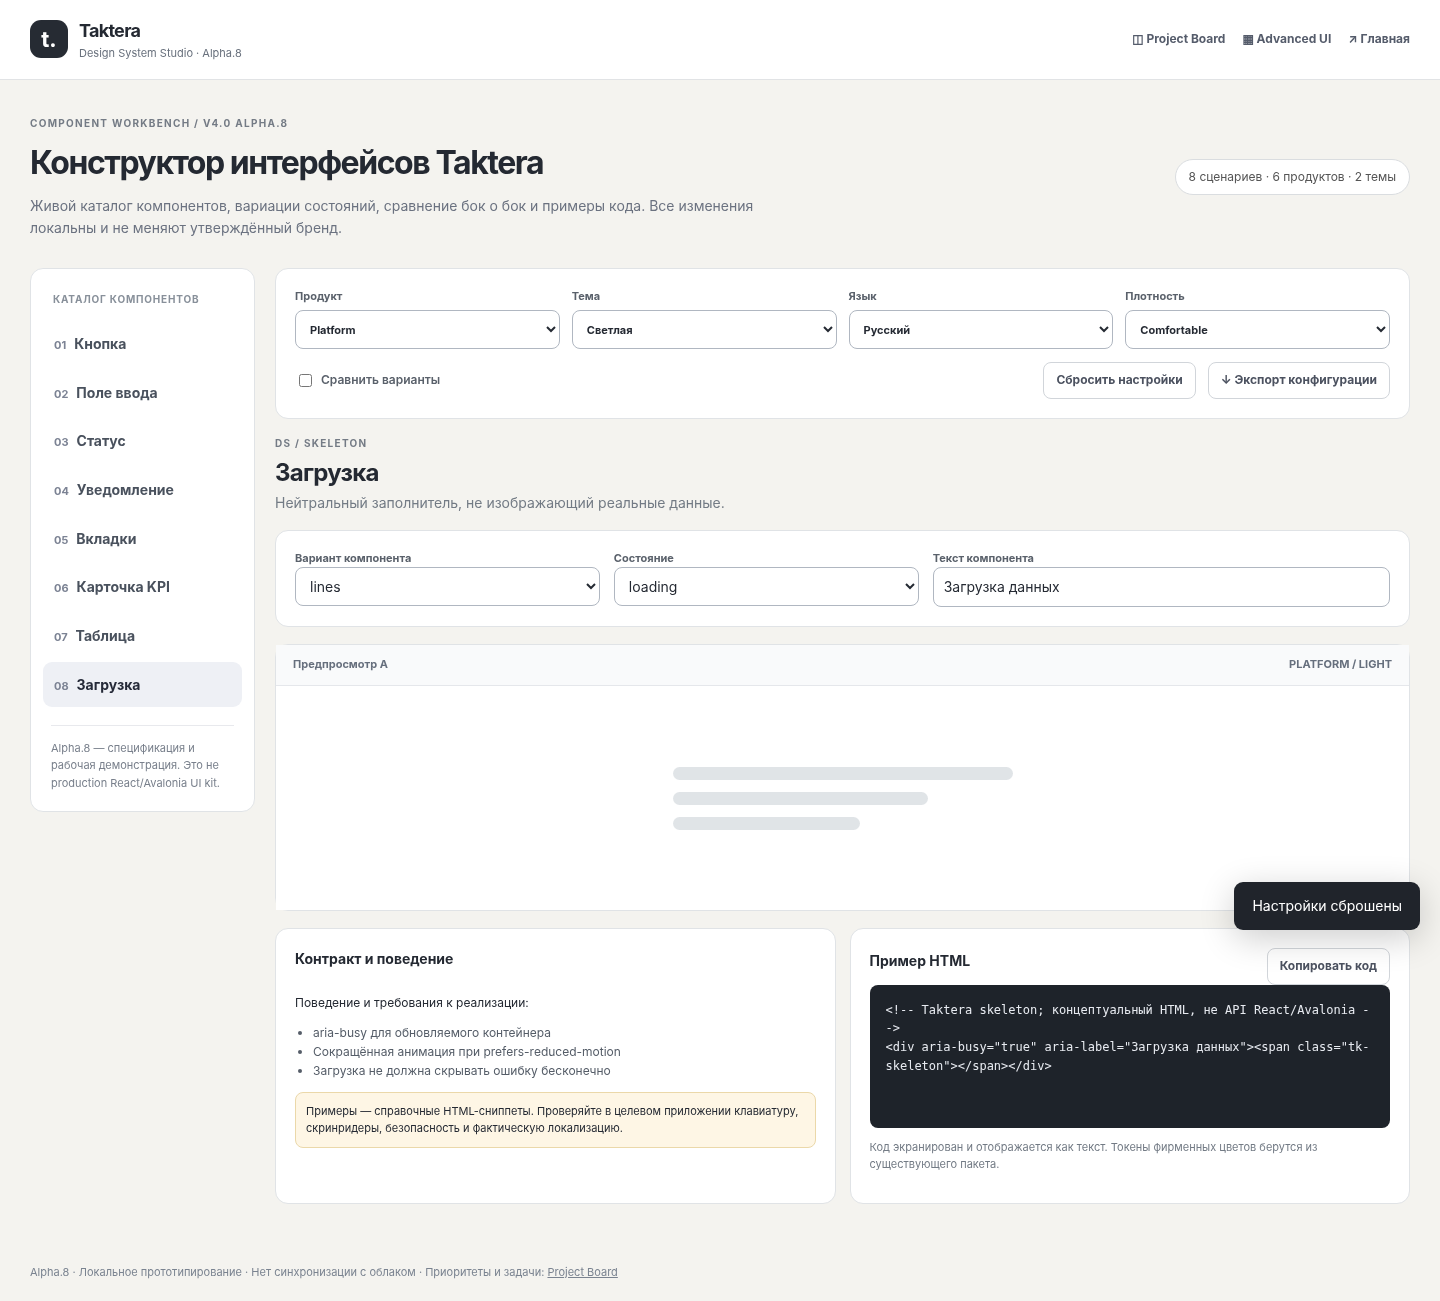 t.
Taktera
Design System Studio · Alpha.8
Project Board
Advanced UI
↗ Главная
COMPONENT WORKBENCH / V4.0 ALPHA.8
Конструктор интерфейсов Taktera
Живой каталог компонентов, вариации состояний, сравнение бок о бок и примеры кода. Все изменения
локальны и не меняют утверждённый бренд.
8 сценариев · 6 продуктов · 2 темы
КАТАЛОГ КОМПОНЕНТОВ
01 Кнопка
02 Поле ввода
03 Статус
04 Уведомление
05 Вкладки
06 Карточка KPI
07 Таблица
08 Загрузка
Alpha.8 — спецификация и
рабочая демонстрация. Это не
production React/Avalonia UI kit.
Продукт
Platform
Тема
Светлая
Язык
Русский
Плотность
Comfortable
Сравнить варианты
Сбросить настройки
↓ Экспорт конфигурации
DS / SKELETON
Загрузка
Нейтральный заполнитель, не изображающий реальные данные.
Вариант компонента
lines
Состояние
loading
Текст компонента
Загрузка данных
Предпросмотр A
PLATFORM / LIGHT
Настройки сброшены
Контракт и поведение
Поведение и требования к реализации:
• aria-busy для обновляемого контейнера
• Сокращённая анимация при prefers-reduced-motion
• Загрузка не должна скрывать ошибку бесконечно
Примеры — справочные HTML-сниппеты. Проверяйте в целевом приложении клавиатуру,
скринридеры, безопасность и фактическую локализацию.
Пример HTML
Копировать код
<!-- Taktera skeleton; концептуальный HTML, не API React/Avalonia -
->
<div aria-busy="true" aria-label="Загрузка данных"><span class="tk-
skeleton"></span></div>
Код экранирован и отображается как текст. Токены фирменных цветов берутся из
существующего пакета.
Alpha.8 · Локальное прототипирование · Нет синхронизации с облаком · Приоритеты и задачи: Project Board